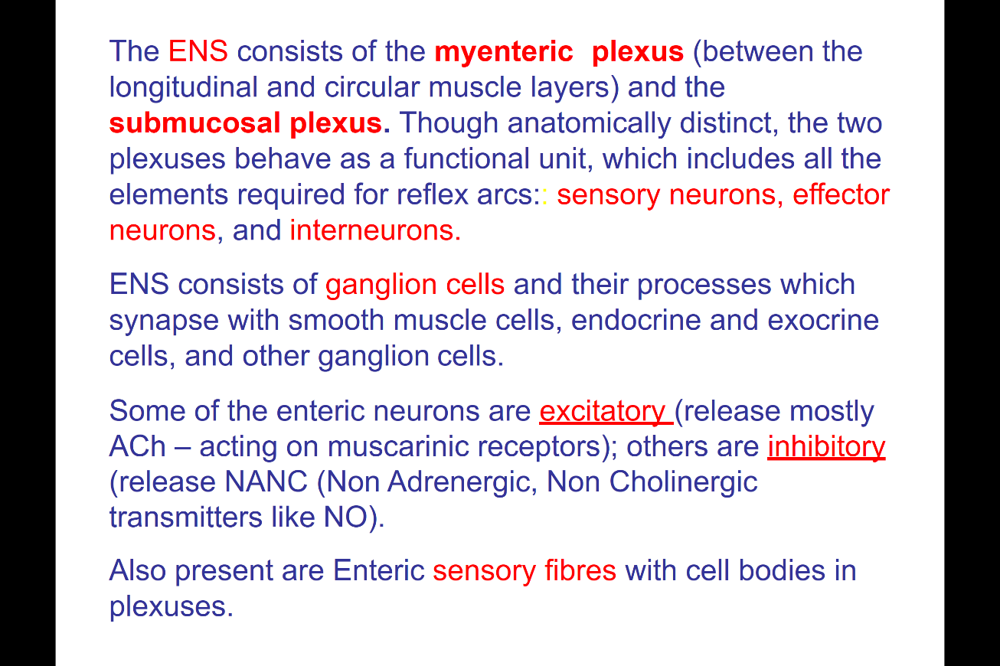 The ENS consists of the myenteric  plexus (between the
longitudinal and circular muscle layers) and the
submucosal plexus. Though anatomically distinct, the two
plexuses behave as a functional unit, which includes all the
elements required for reflex arcs:: sensory neurons, effector
neurons, and interneurons.
ENS consists of ganglion cells and their processes which
synapse with smooth muscle cells, endocrine and exocrine
cells, and other ganglion cells.
Some of the enteric neurons are excitatory (release mostly
ACh – acting on muscarinic receptors); others are inhibitory
(release NANC (Non Adrenergic, Non Cholinergic
transmitters like NO).
Also present are Enteric sensory fibres with cell bodies in
plexuses.